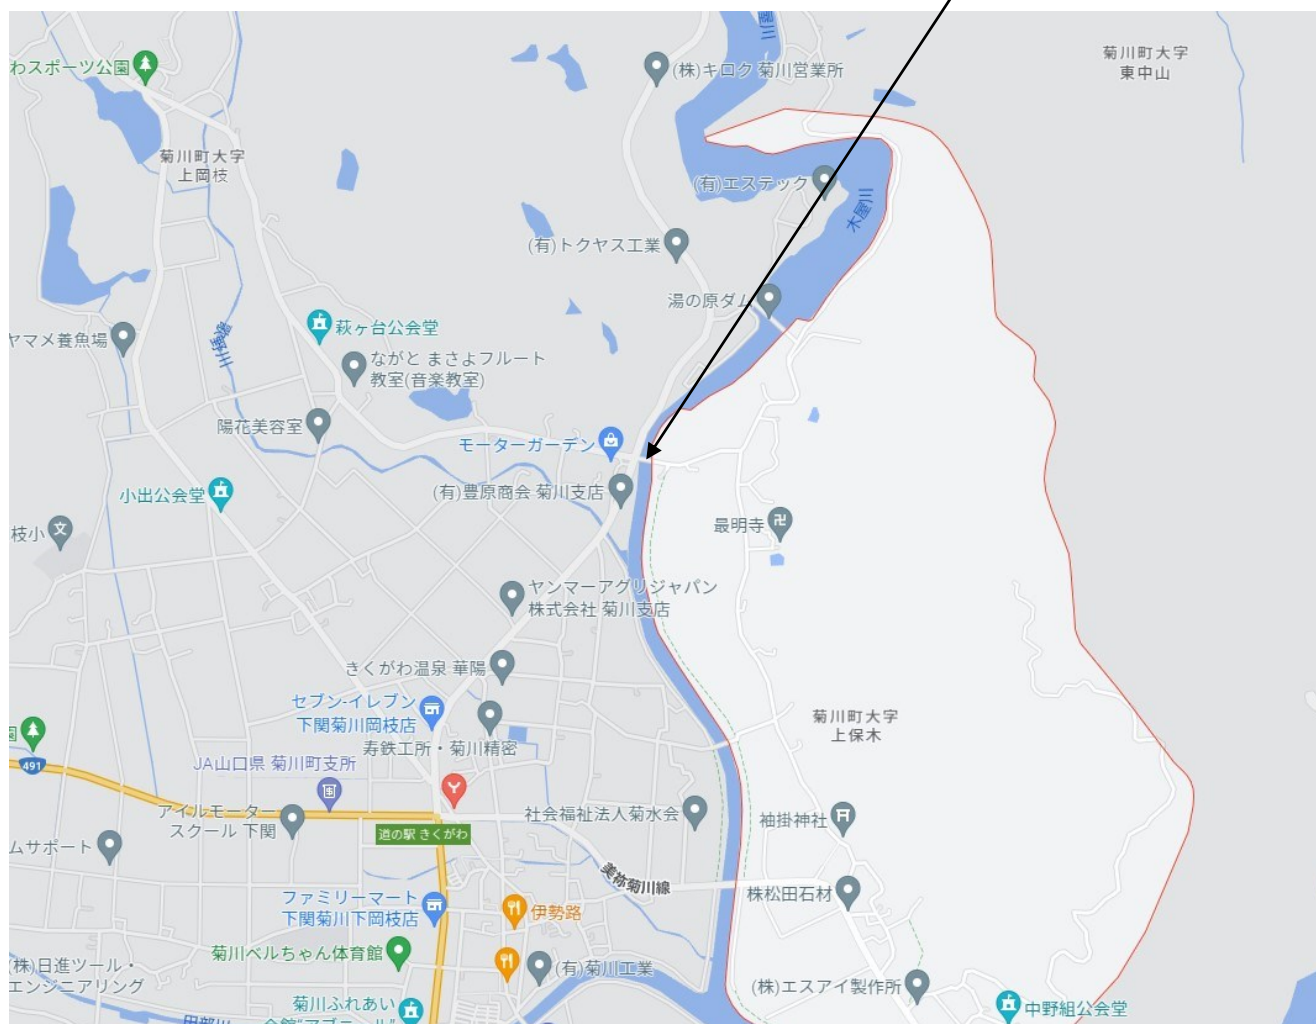 屋川
(株)キロク 菊川営業所
菊川町大字
東中山
わスポーツ公園
菊川町大字
上岡枝
(有)エステック
木屋川
(有)トクヤス工業
湯の原ダム
ヤマメ養魚場
萩ヶ台公会堂
ながと まさよフルート
教室(音楽教室)
陽花美容室
モーターガーデン
小出公会堂
(有)豊原商会 菊川支店
枝小
最明寺
ヤンマーアグリジャパン
株式会社 菊川支店
きくがわ温泉 華陽
セブン-イレブン
下関菊川岡枝店
寿鉄工所・菊川精密
菊川町大字
上保木
園
491
JA山口県 菊川町支所
アイルモーター
スクール 下関
道の駅 きくがわ
社会福祉法人菊水会
袖掛神社
ムサポート
美祢菊川線
株松田石材
ファミリーマート
下関菊川下岡枝店
伊勢路
菊川ベルちゃん体育館
(株)日進ツール・
エンジニアリング
(有)菊川工業
(株)エスアイ製作所
菊川ふれあい
会館"アブニール"
中野組公会堂
田部川